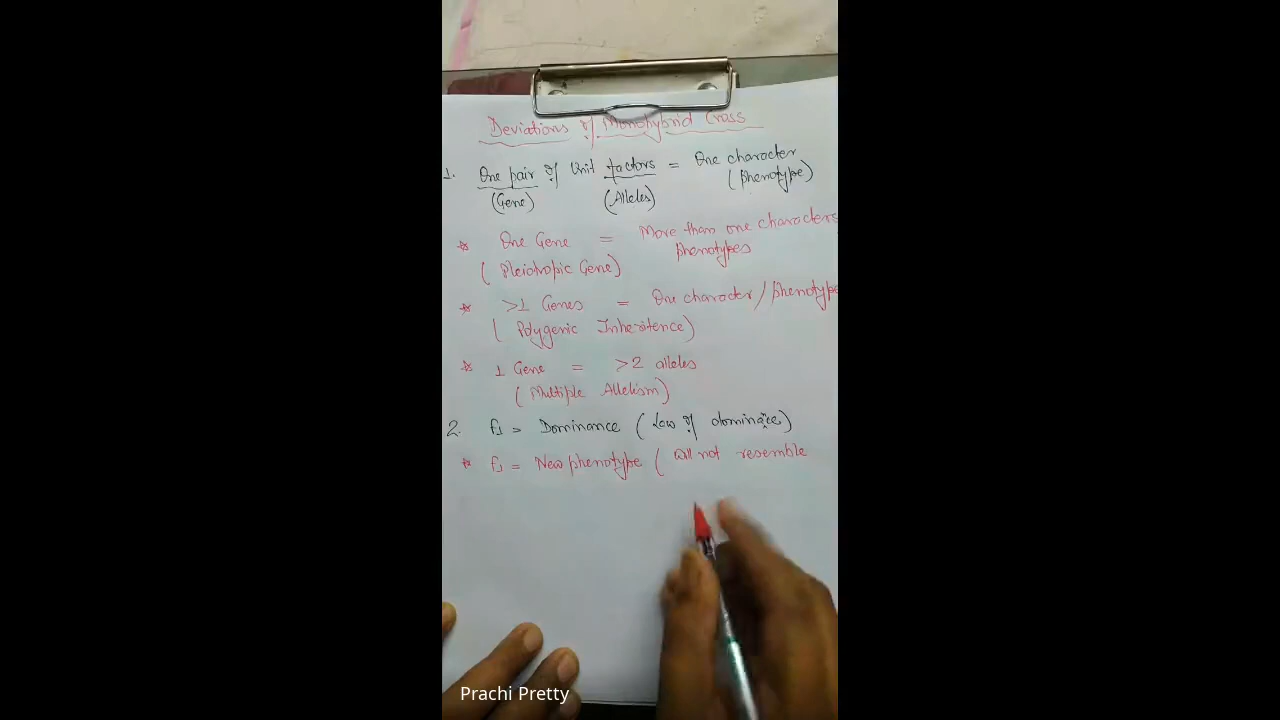 Deviations of Monohybrid Cross
1. One pair of Unit factors = One character
(Gene) (Alleles) (phenotype)
* One Gene = More than one characters
(Pleiotropic Gene) phenotypes
* >1 Genes = One character/phenotype
(Polygenic Inheritence)
* 1 Gene = >2 alleles
(Multiple Allelism)
2. f1 = Dominance (Law of dominace)
* f1 = New phenotype (will not resemble
Prachi Pretty